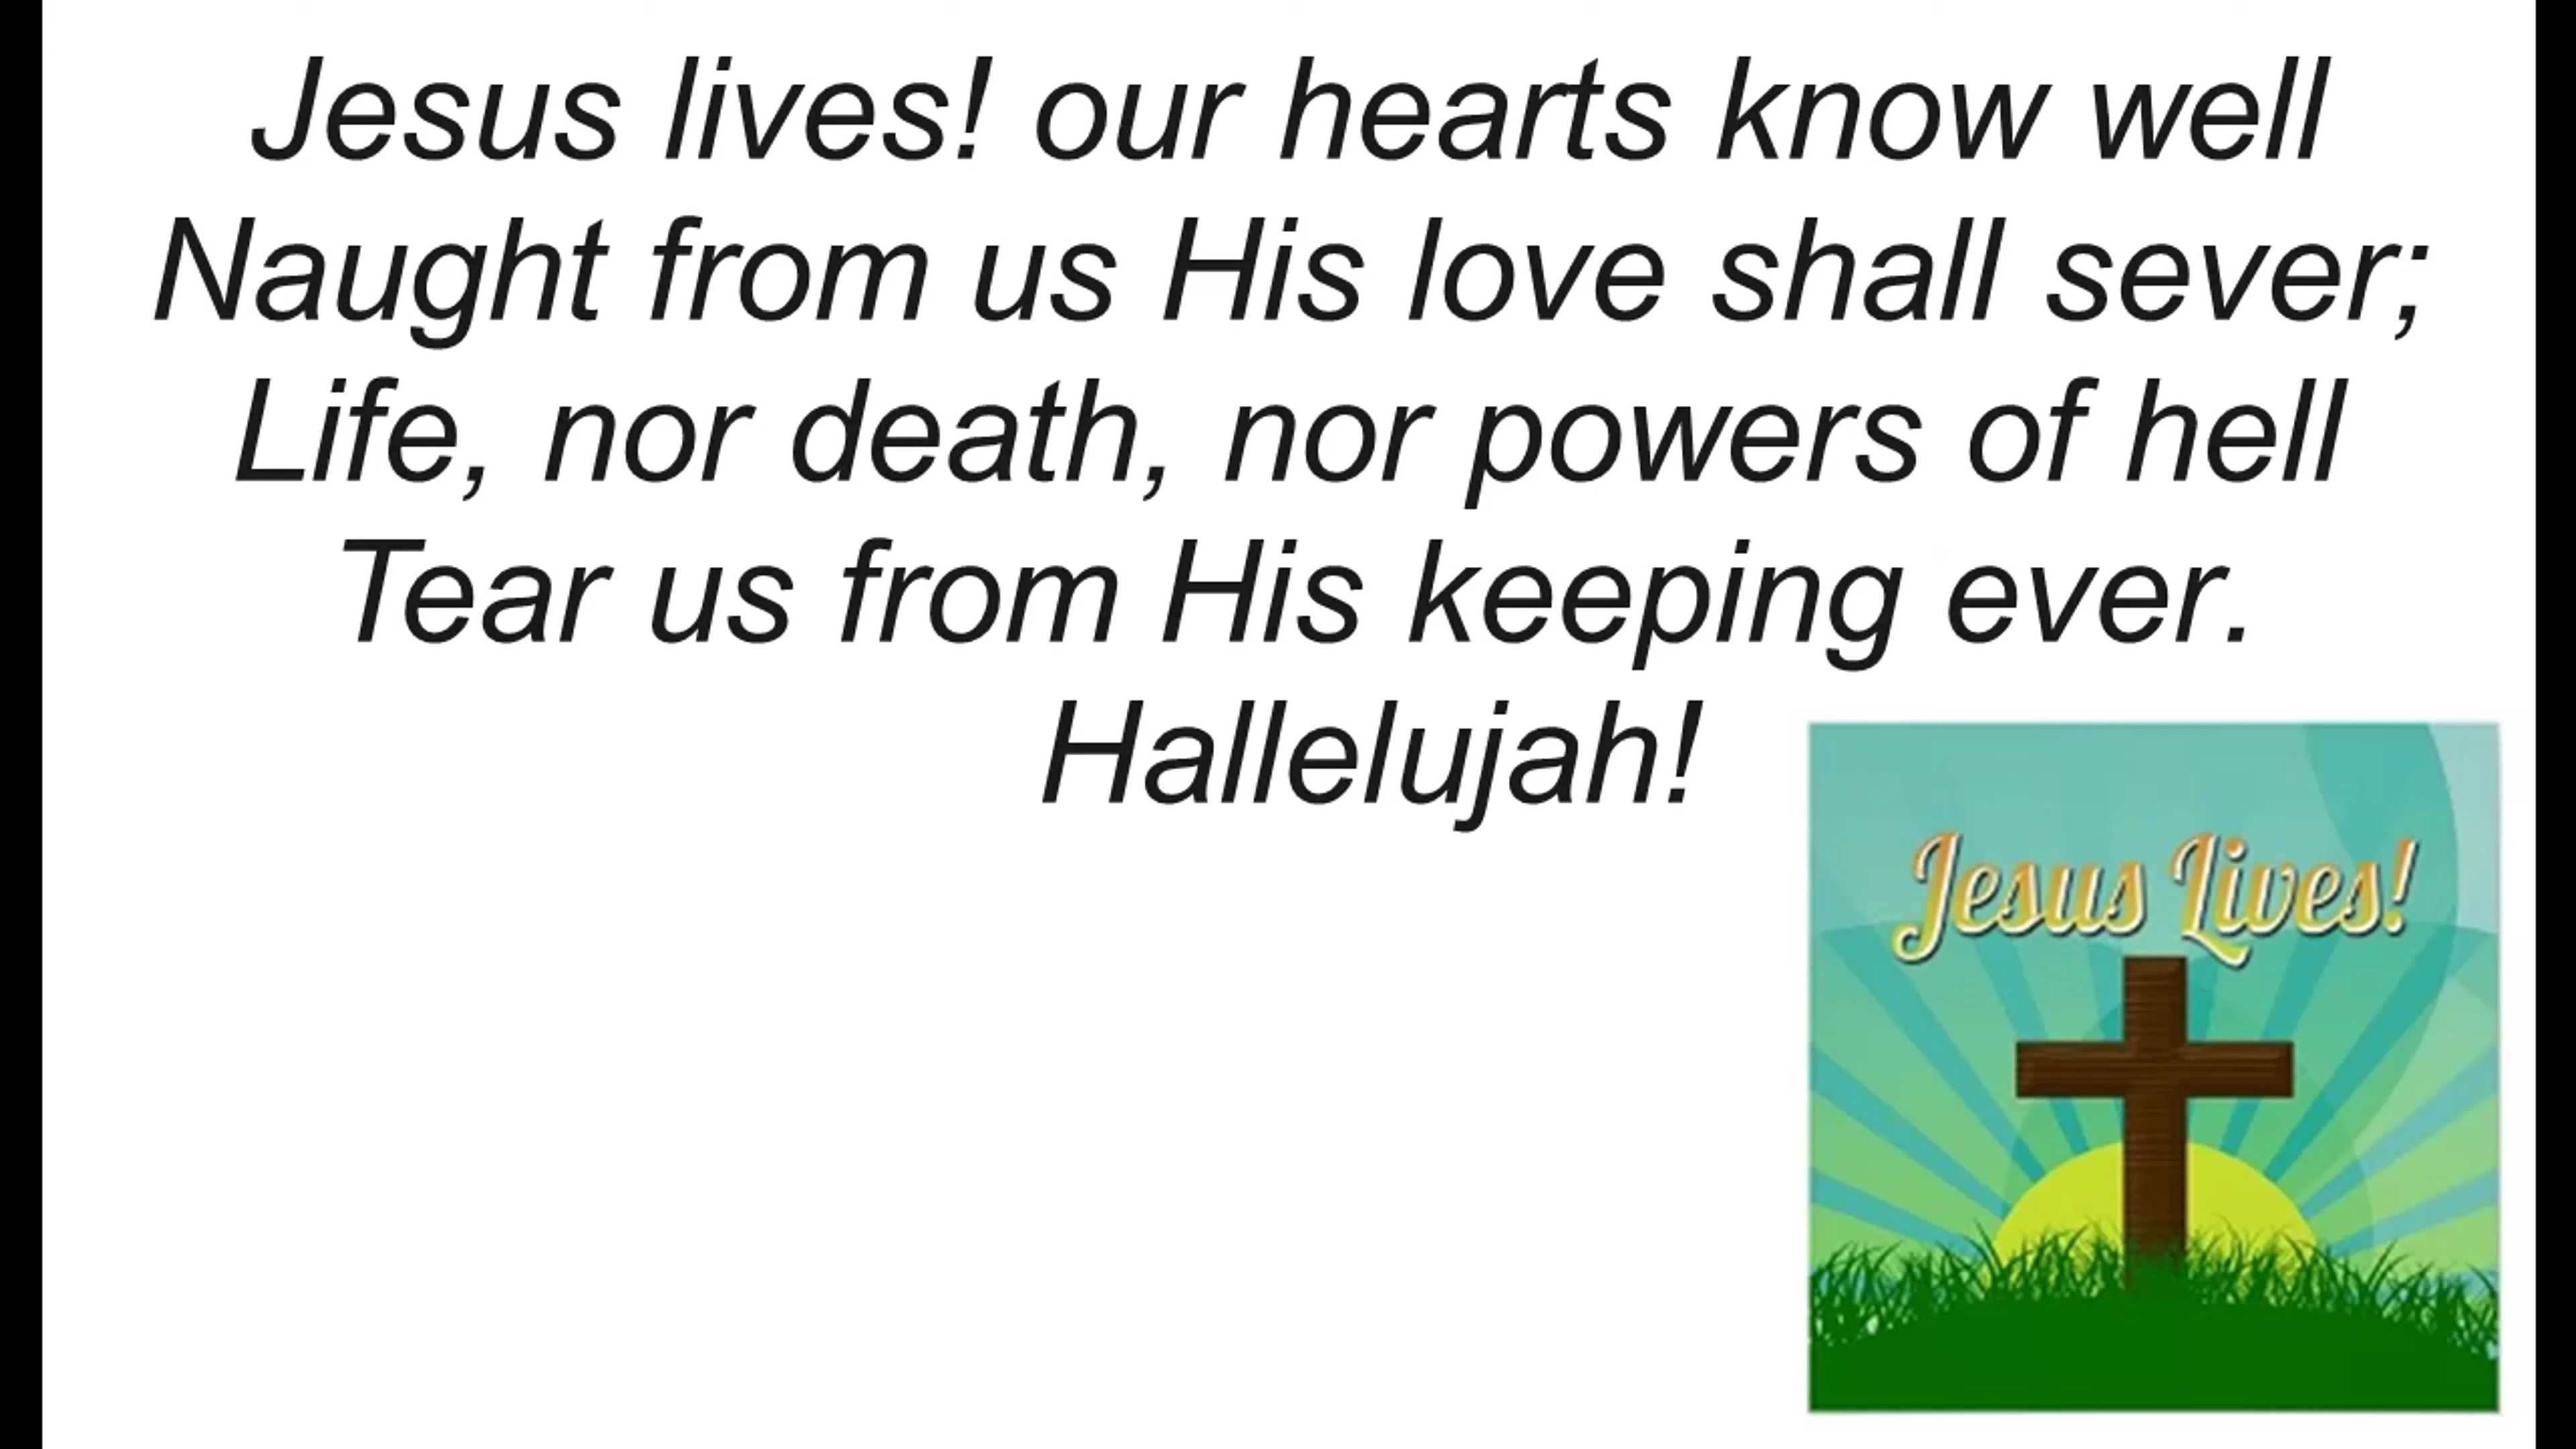 Jesus lives! our hearts know well
Naught from us His love shall sever;
Life, nor death, nor powers of hell
Tear us from His keeping ever.
Hallelujah!
Jesus Lives!